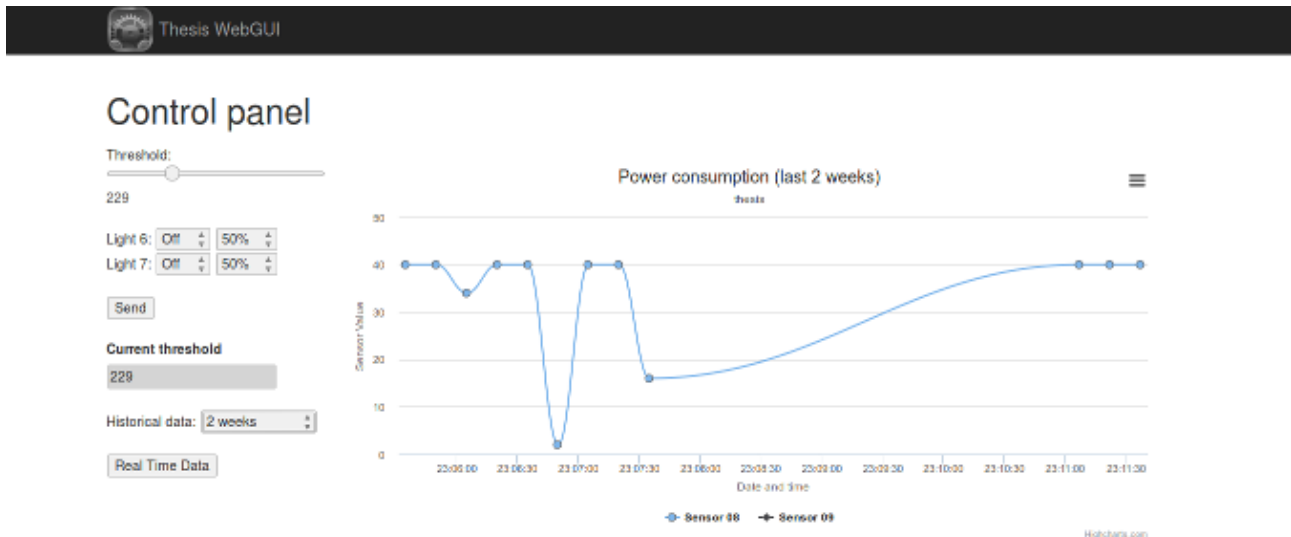 Thesis WebGUI
Control panel
Threshold:
229
Light 6: Off 50%
Light 7: Off 50%
Send
Current threshold
229
Historical data: 2 weeks
Real Time Data
Power consumption (last 2 weeks)
thesis
Sensor Value
50
40
30
20
10
0
23:06:00 23:06:30 23:07:00 23:07:30 23:08:00 23:08:30 23:09:00 23:09:30 23:10:00 23:10:30 23:11:00 23:11:30
Date and time
Sensor 08 Sensor 09
Highcharts.com